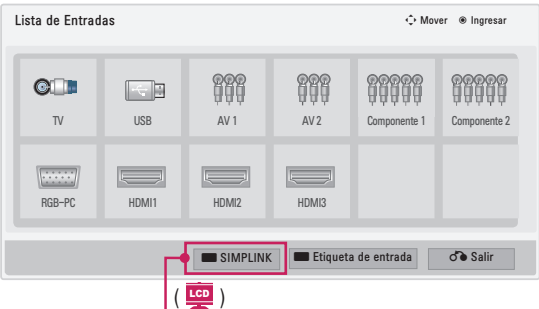 Lista de Entradas
Mover Ingresar
TV USB AV 1 AV 2 Componente 1 Componente 2
RGB-PC HDMI1 HDMI2 HDMI3
SIMPLINK Etiqueta de entrada Salir
( LCD )